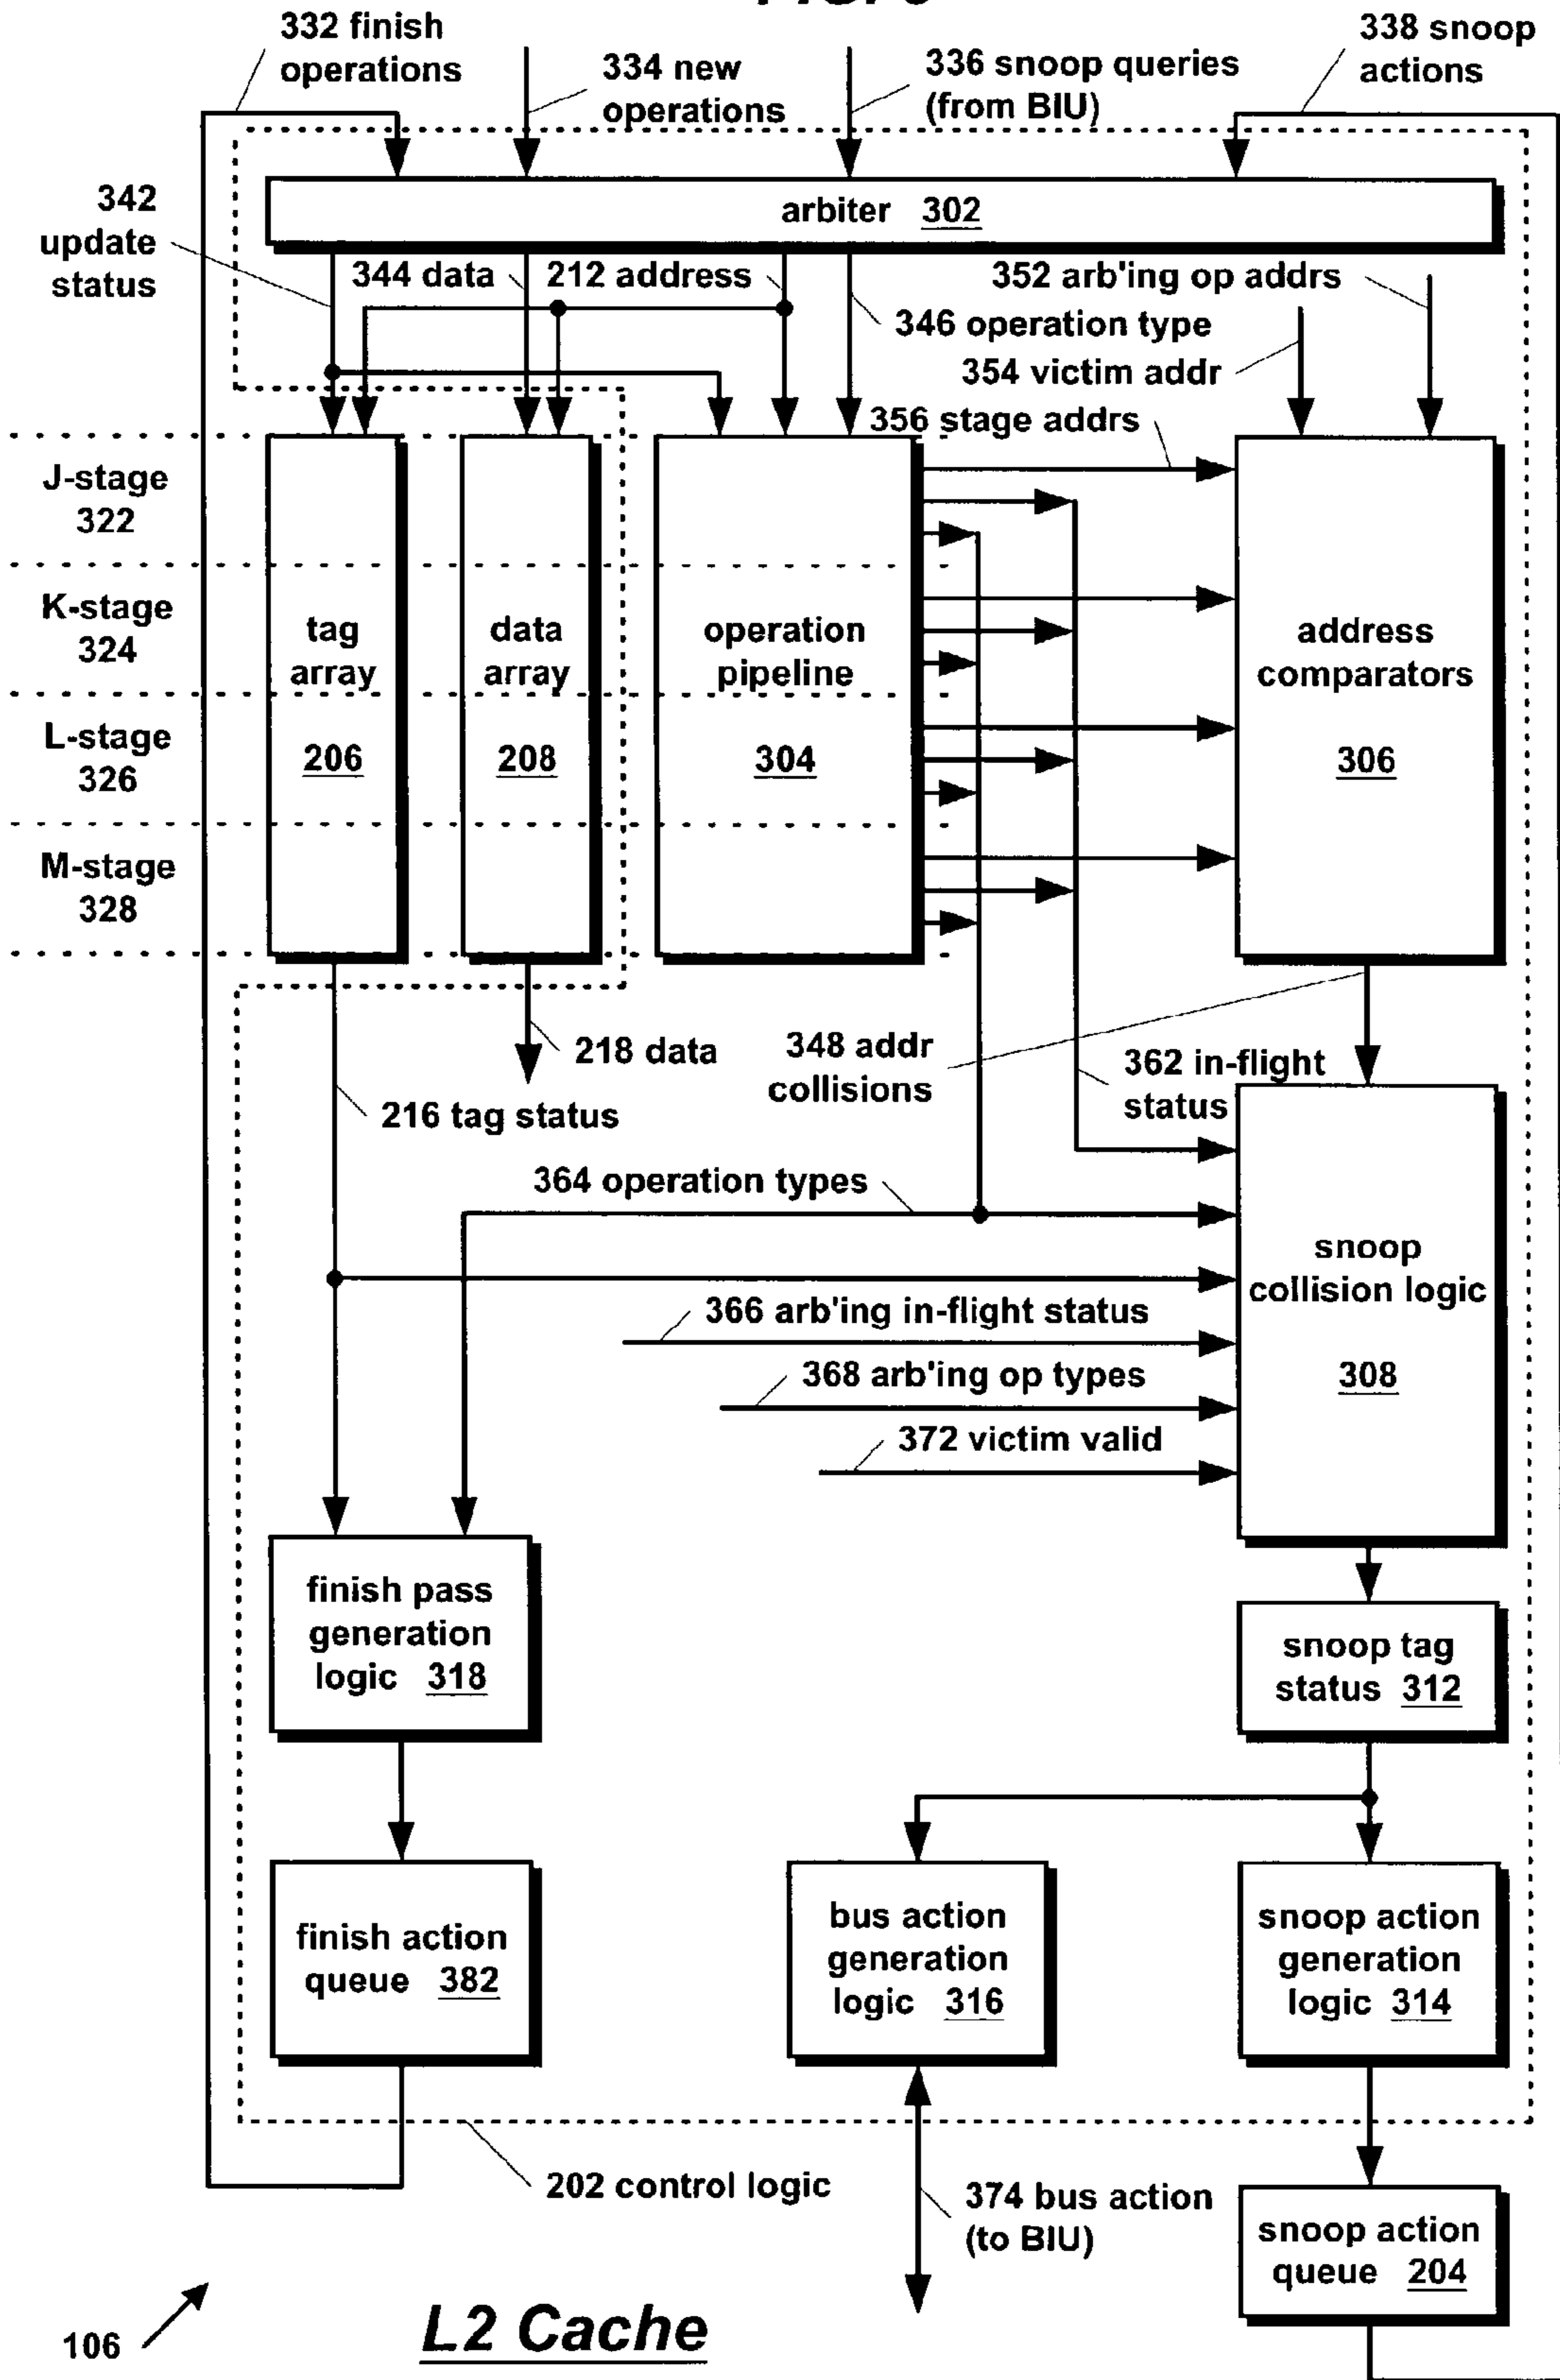 332 finish
operations
334 new
operations
336 snoop queries
(from BIU)
338 snoop
actions
342
update
status
arbiter 302
344 data
212 address
352 arb'ing op addrs
346 operation type
354 victim addr
356 stage addrs
J-stage
322
K-stage
324
L-stage
326
M-stage
328
tag
array
206
data
array
208
operation
pipeline
304
address
comparators
306
218 data
348 addr
collisions
362 in-flight
status
216 tag status
364 operation types
snoop
collision logic
308
366 arb'ing in-flight status
368 arb'ing op types
372 victim valid
finish pass
generation
logic 318
snoop tag
status 312
finish action
queue 382
bus action
generation
logic 316
snoop action
generation
logic 314
202 control logic
374 bus action
(to BIU)
snoop action
queue 204
106
L2 Cache